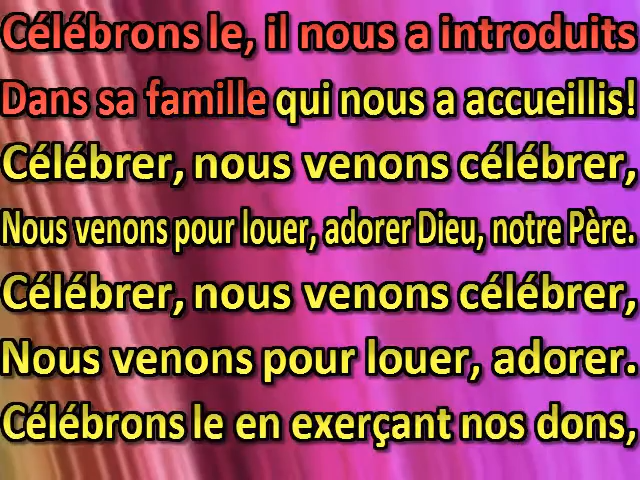 Célébrons le, il nous a introduits
Dans sa famille qui nous a accueillis!
Célébrer, nous venons célébrer,
Nous venons pour louer, adorer Dieu, notre Père.
Célébrer, nous venons célébrer,
Nous venons pour louer, adorer.
Célébrons le en exerçant nos dons,